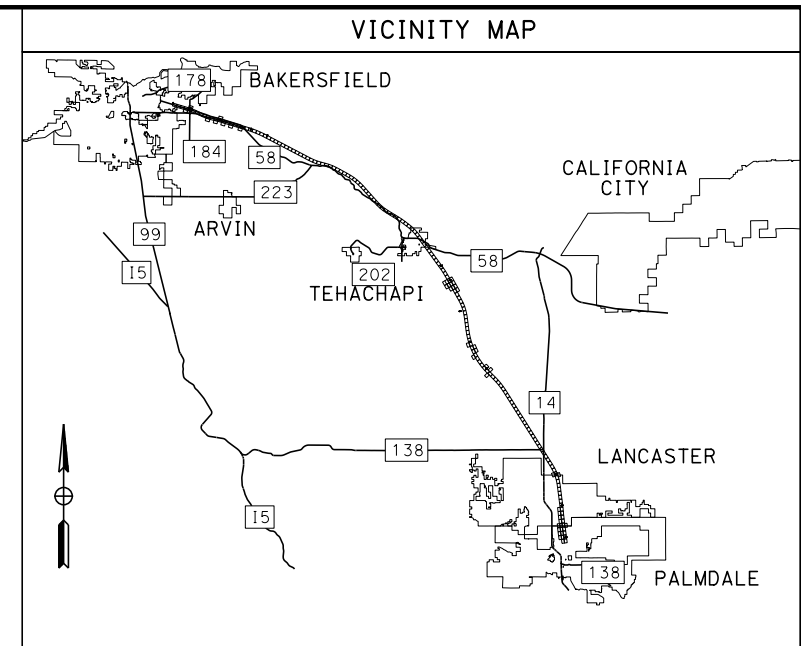 VICINITY MAP
178
BAKERSFIELD
184
58
223
CALIFORNIA
CITY
ARVIN
99
I5
58
202
TEHACHAPI
14
138
LANCASTER
I5
138
PALMDALE